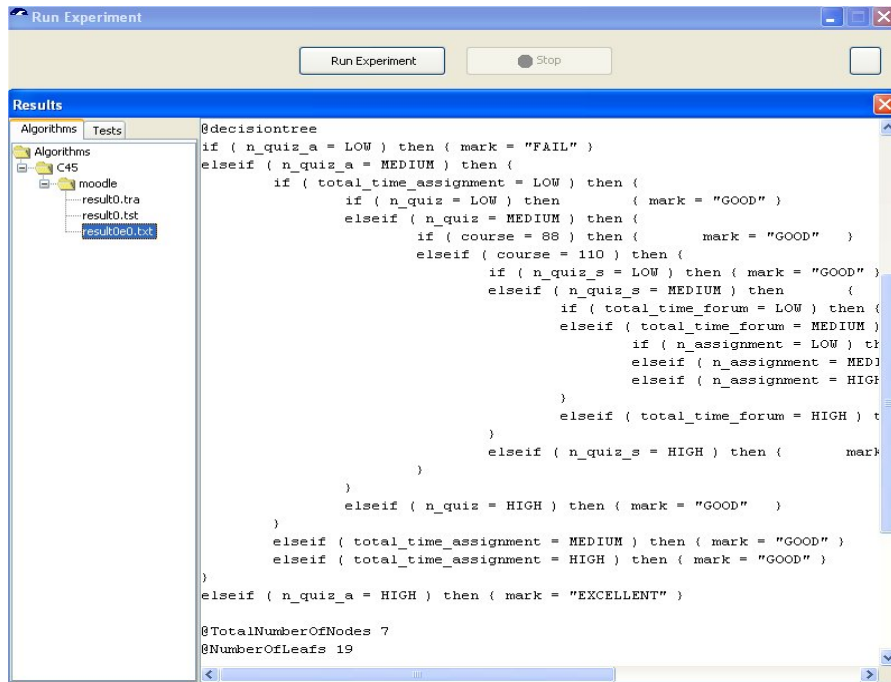 Run Experiment
Run Experiment
Stop
Results
Algorithms Tests
Algorithms
C45
moodle
result0.tra
result0.tst
result0e0.txt
@decisiontree
if ( n_quiz_a = LOW ) then { mark = "FAIL" }
elseif ( n_quiz_a = MEDIUM ) then {
if ( total_time_assignment = LOW ) then {
if ( n_quiz = LOW ) then { mark = "GOOD" }
elseif ( n_quiz = MEDIUM ) then {
if ( course = 88 ) then { mark = "GOOD" }
elseif ( course = 110 ) then {
if ( n_quiz_s = LOW ) then { mark = "GOOD" }
elseif ( n_quiz_s = MEDIUM ) then {
if ( total_time_forum = LOW ) then {
elseif ( total_time_forum = MEDIUM )
if ( n_assignment = LOW ) th
elseif ( n_assignment = MEDI
elseif ( n_assignment = HIGH
}
elseif ( total_time_forum = HIGH ) t
}
elseif ( n_quiz_s = HIGH ) then { mark
}
}
elseif ( n_quiz = HIGH ) then { mark = "GOOD" }
}
elseif ( total_time_assignment = MEDIUM ) then { mark = "GOOD" }
elseif ( total_time_assignment = HIGH ) then { mark = "GOOD" }
}
elseif ( n_quiz_a = HIGH ) then { mark = "EXCELLENT" }
@TotalNumberOfNodes 7
@NumberOfLeafs 19